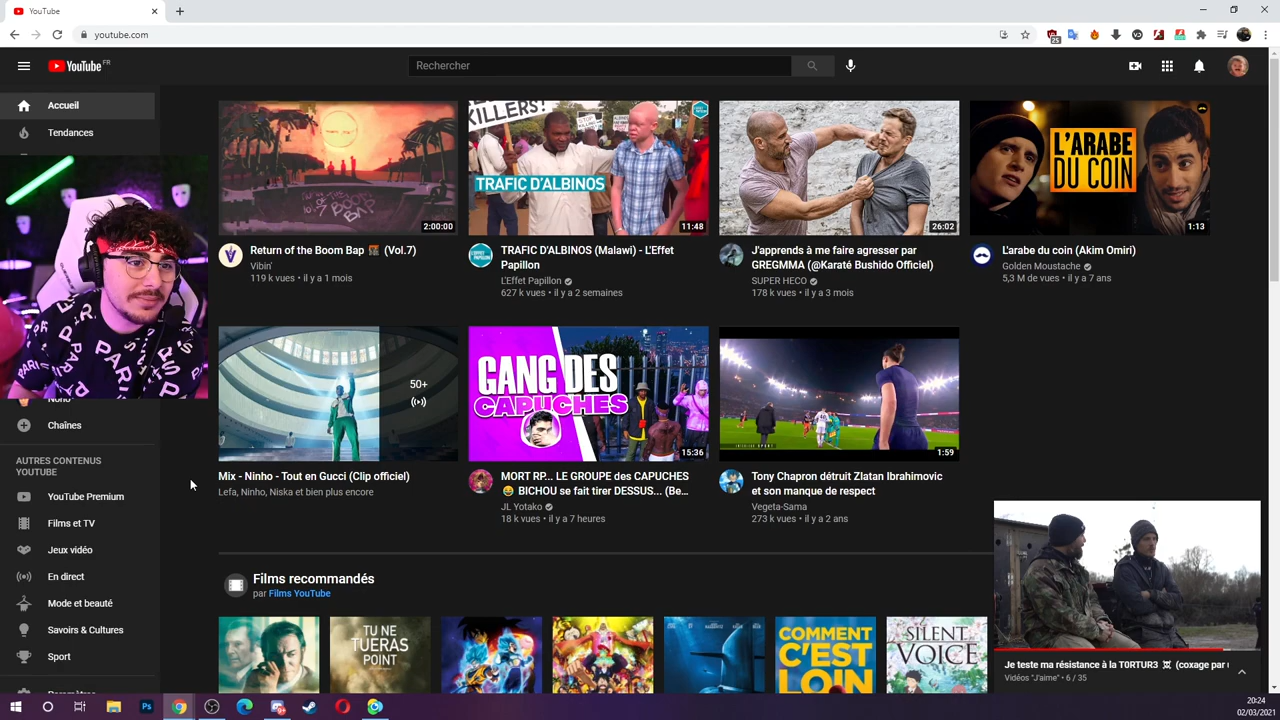 YouTube
youtube.com
25
YouTube FR
Rechercher
Accueil
Tendances
KILLERS!
TRAFIC D'ALBINOS
L'ARABE
DU COIN
2:00:00
11:48
26:02
1:13
Return of the Boom Bap (Vol.7)
Vibin'
119 k vues • il y a 1 mois
TRAFIC D'ALBINOS (Malawi) - L'Effet
Papillon
L'Effet Papillon
627 k vues • il y a 2 semaines
J'apprends à me faire agresser par
GREGMMA (@Karaté Bushido Officiel)
SUPER HECO
178 k vues • il y a 3 mois
L'arabe du coin (Akim Omiri)
Golden Moustache
5,3 M de vues • il y a 7 ans
PARIS
50+
GANG DES
CAPUCHES
15:36
1:59
Chaînes
AUTRES CONTENUS
YOUTUBE
YouTube Premium
Films et TV
Jeux vidéo
En direct
Mode et beauté
Savoirs & Cultures
Sport
Mix - Ninho - Tout en Gucci (Clip officiel)
Lefa, Ninho, Niska et bien plus encore
MORT RP... LE GROUPE des CAPUCHES
😂 BICHOU se fait tirer DESSUS... (Be...
JL Yotako
18 k vues • il y a 7 heures
Tony Chapron détruit Zlatan Ibrahimovic
et son manque de respect
Vegeta-Sama
273 k vues • il y a 2 ans
Films recommandés
par Films YouTube
TU NE
TUERAS
POINT
COMMENT
C'EST
LOIN
SILENT
VOICE
Je teste ma résistance à la T0RTUR3 ☠ (coxage par
Vidéos "J'aime" • 6 / 35
Ps
20:24
02/03/2021